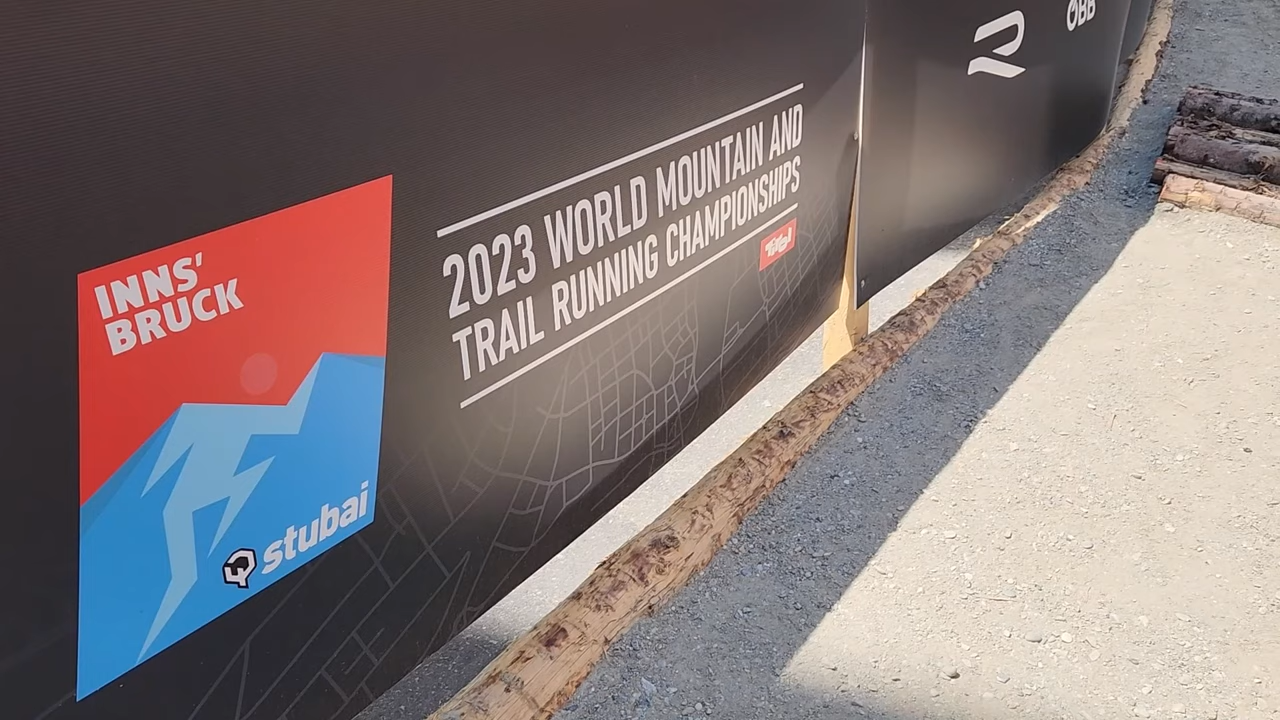 INNS'
BRUCK
stubai
2023 WORLD MOUNTAIN AND
TRAIL RUNNING CHAMPIONSHIPS
Tirol
ÖBB